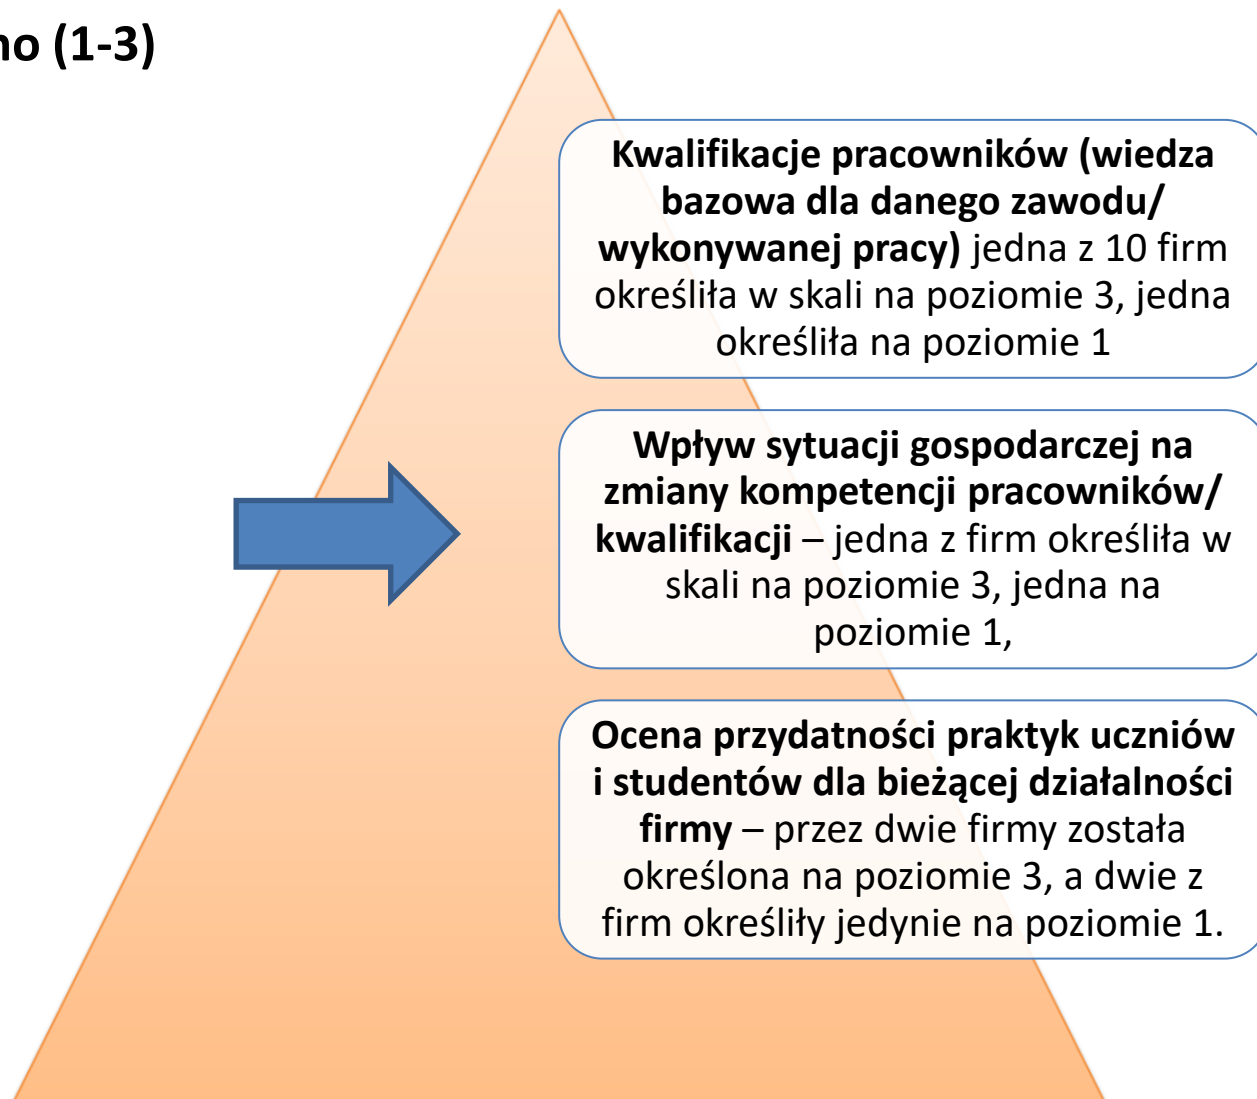 no (1-3)
Kwalifikacje pracowników (wiedza
bazowa dla danego zawodu/
wykonywanej pracy) jedna z 10 firm
określiła w skali na poziomie 3, jedna
określiła na poziomie 1
Wpływ sytuacji gospodarczej na
zmiany kompetencji pracowników/
kwalifikacji – jedna z firm określiła w
skali na poziomie 3, jedna na
poziomie 1,
Ocena przydatności praktyk uczniów
i studentów dla bieżącej działalności
firmy – przez dwie firmy została
określona na poziomie 3, a dwie z
firm określiły jedynie na poziomie 1.